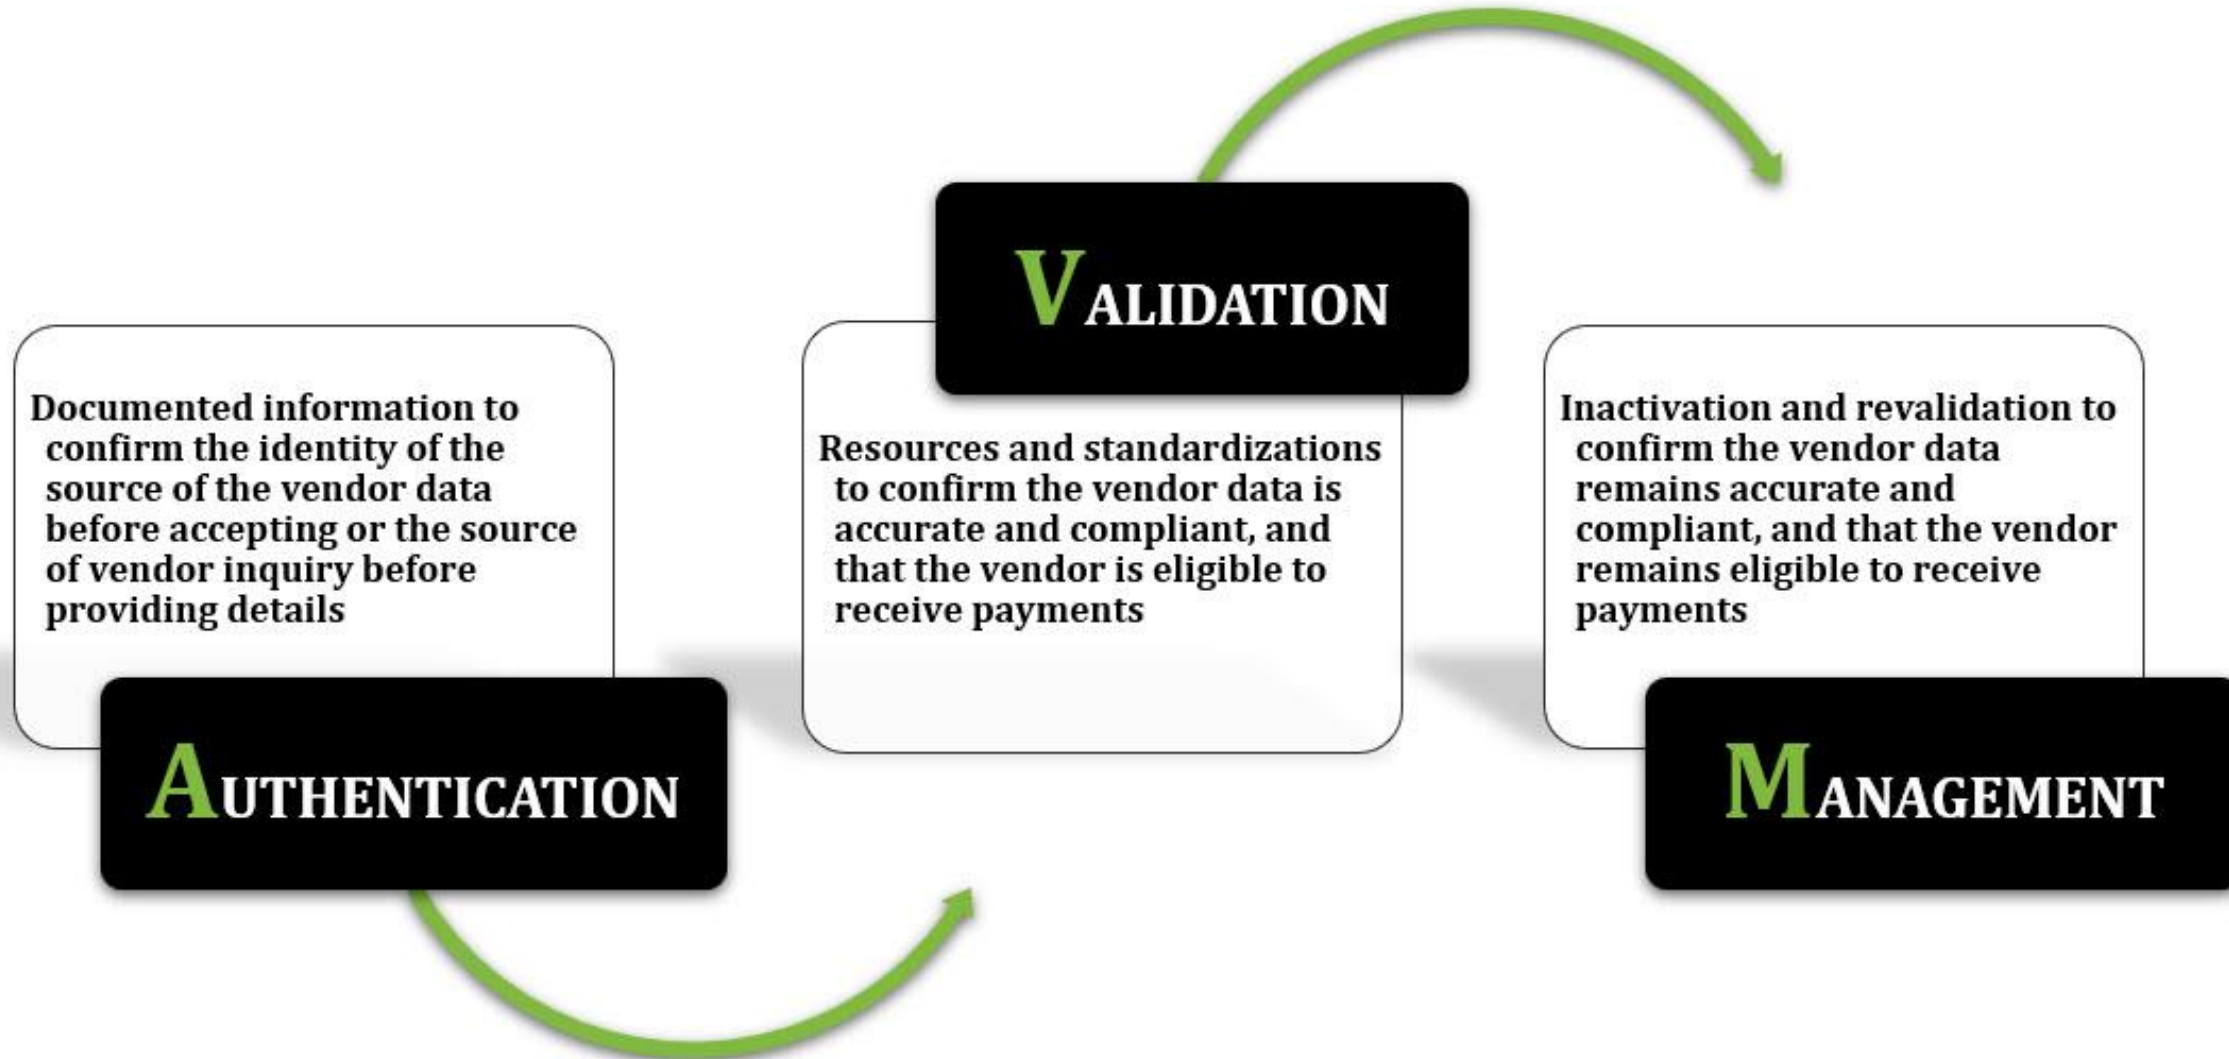 Documented information to
confirm the identity of the
source of the vendor data
before accepting or the source
of vendor inquiry before
providing details
AUTHENTICATION
VALIDATION
Resources and standardizations
to confirm the vendor data is
accurate and compliant, and
that the vendor is eligible to
receive payments
Inactivation and revalidation to
confirm the vendor data
remains accurate and
compliant, and that the vendor
remains eligible to receive
payments
MANAGEMENT